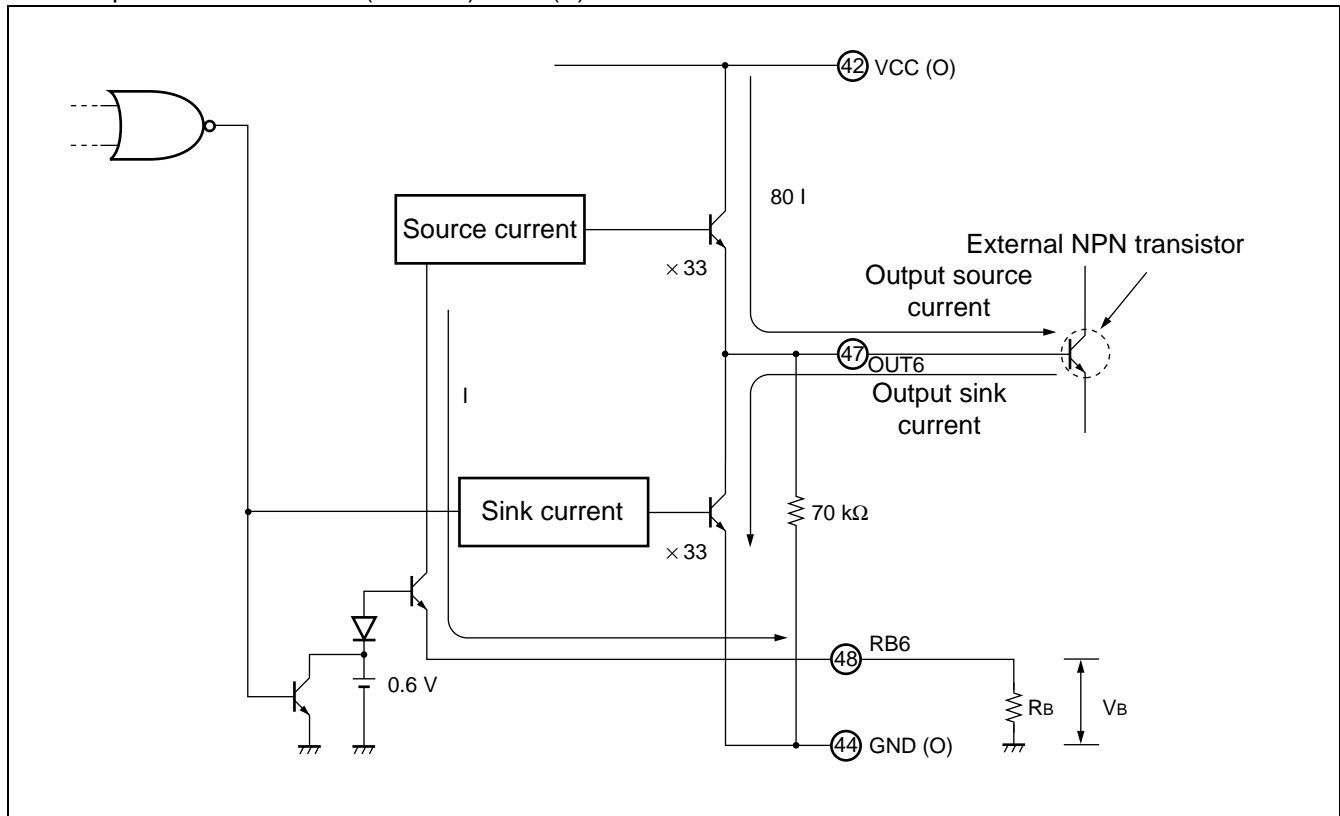 42 VCC (O)
80 I
Source current
× 33
External NPN transistor
Output source
current
47
OUT6
Output sink
current
I
Sink current
70 kΩ
× 33
RB6
48
0.6 V
RB
VB
44 GND (O)